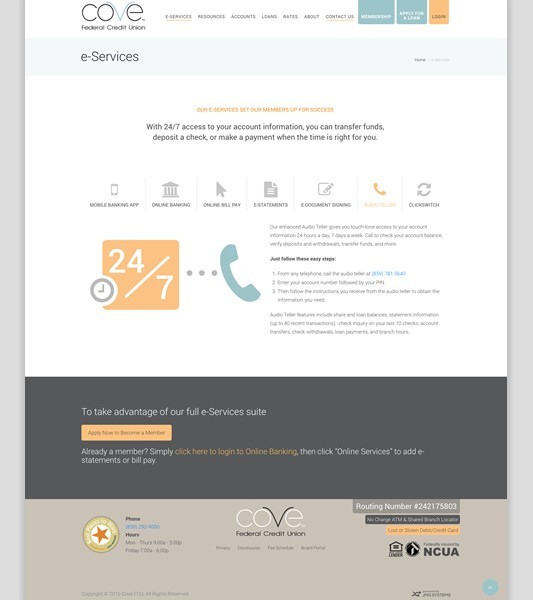 cove
Federal Credit Union
E-SERVICES RESOURCES ACCOUNTS LOANS RATES ABOUT CONTACT US MEMBERSHIP APPLY FOR A LOAN LOGIN
e-Services
Home
e-Services
OUR E-SERVICES SET OUR MEMBERS UP FOR SUCCESS
With 24/7 access to your account information, you can transfer funds,
deposit a check, or make a payment when the time is right for you.
MOBILE BANKING APP ONLINE BANKING ONLINE BILL PAY E-STATEMENTS E-DOCUMENT SIGNING AUDIO TELLER CLICKSWITCH
24/7
Our enhanced Audio Teller gives you touch-tone access to your account
information 24 hours a day, 7 days a week. Call to check your account balance,
verify deposits and withdrawals, transfer funds, and more.
Just follow these easy steps:
1. From any telephone, call the audio teller at (859) 781-9640.
2. Enter your account number followed by your PIN.
3. Then follow the instructions you receive from the audio teller to obtain the
information you need.
Audio Teller features include share and loan balances, statement information
(up to 40 recent transactions), check inquiry on your last 10 checks, account
transfers, check withdrawals, loan payments, and branch hours.
To take advantage of our full e-Services suite
Apply Now to Become a Member
Already a member? Simply click here to login to Online Banking, then click "Online Services" to add e-
statements or bill pay.
Phone
(859) 292-9000
Hours
Mon - Thurs 9:00a - 5:00p
Friday 7:00a - 6:00p
cove
Federal Credit Union
Privacy Disclosures Fee Schedule Board Portal
Routing Number #242175803
No Charge ATM & Shared Branch Locator
Lost or Stolen Debit/Credit Card
Federally insured by
NCUA
Copyright © 2016 Cove FCU. All Rights Reserved.